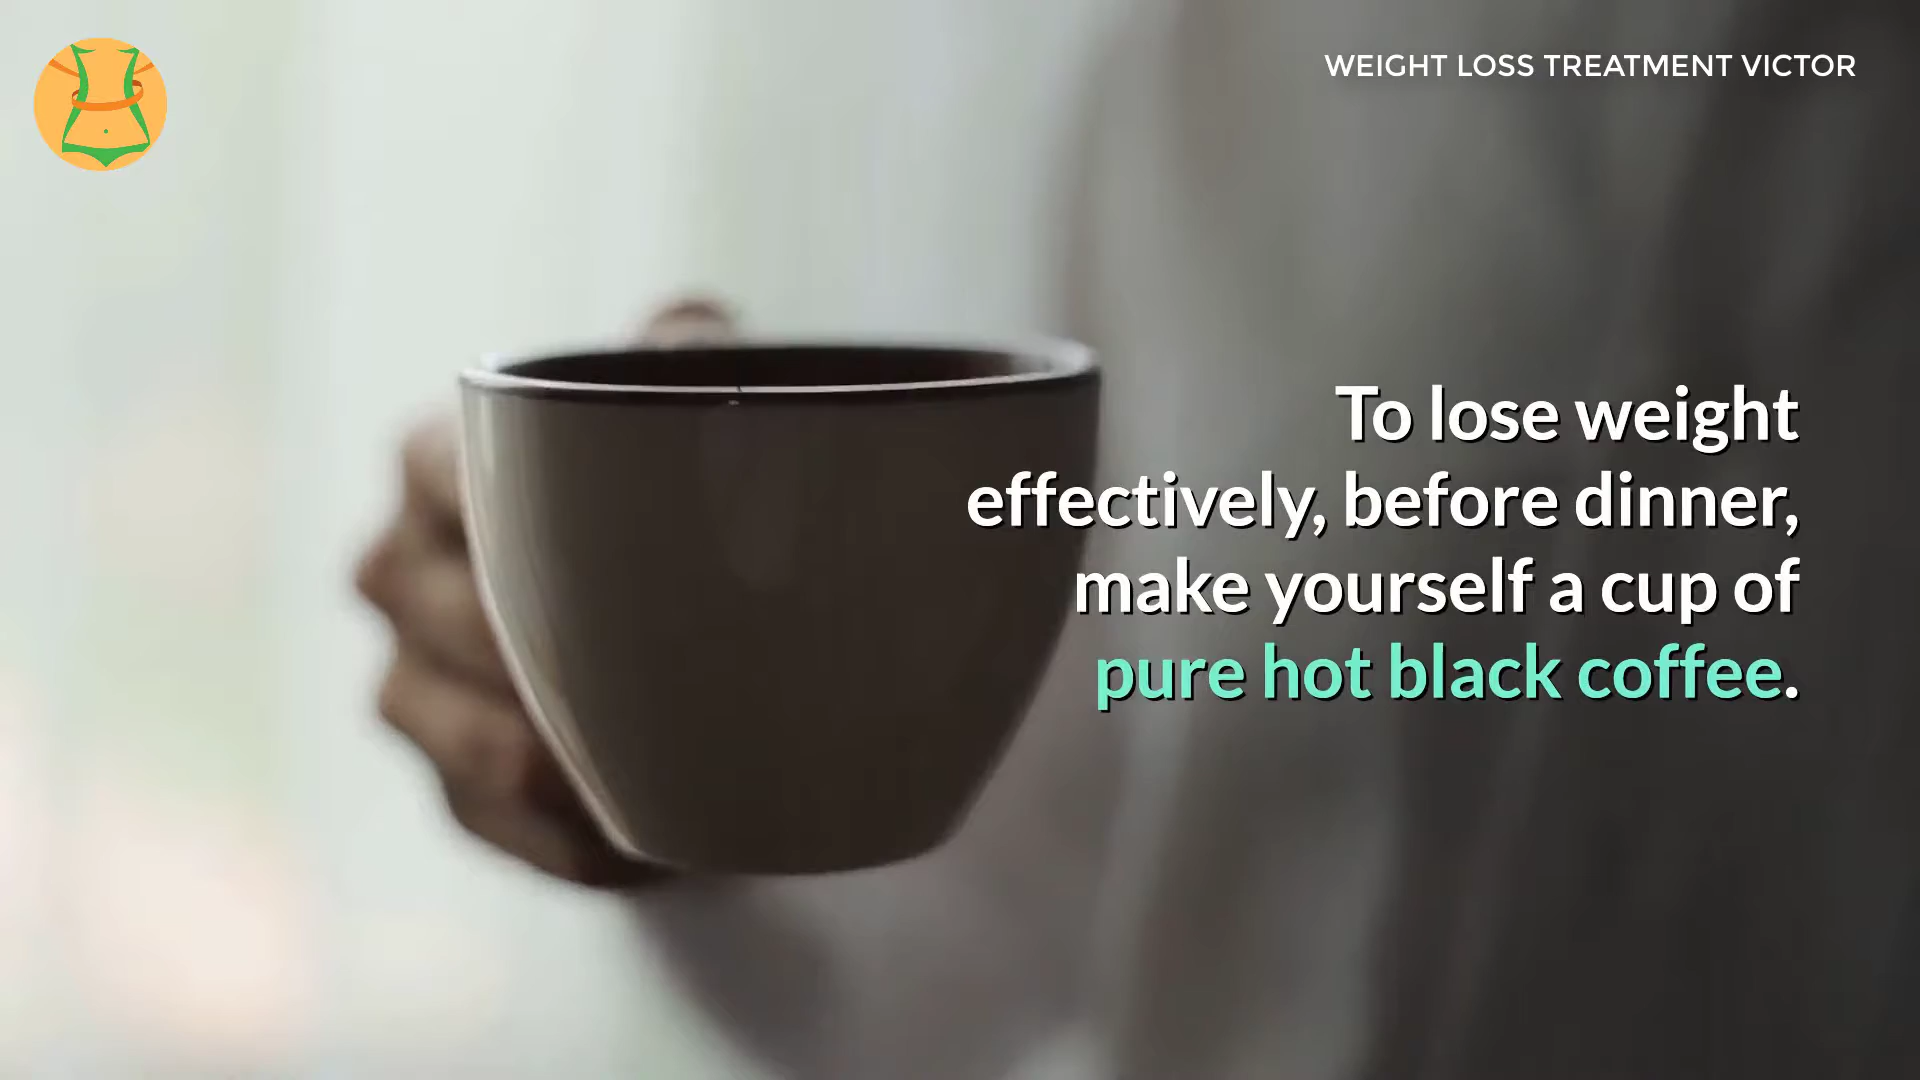 WEIGHT LOSS TREATMENT VICTOR
To lose weight
effectively, before dinner,
make yourself a cup of
pure hot black coffee.